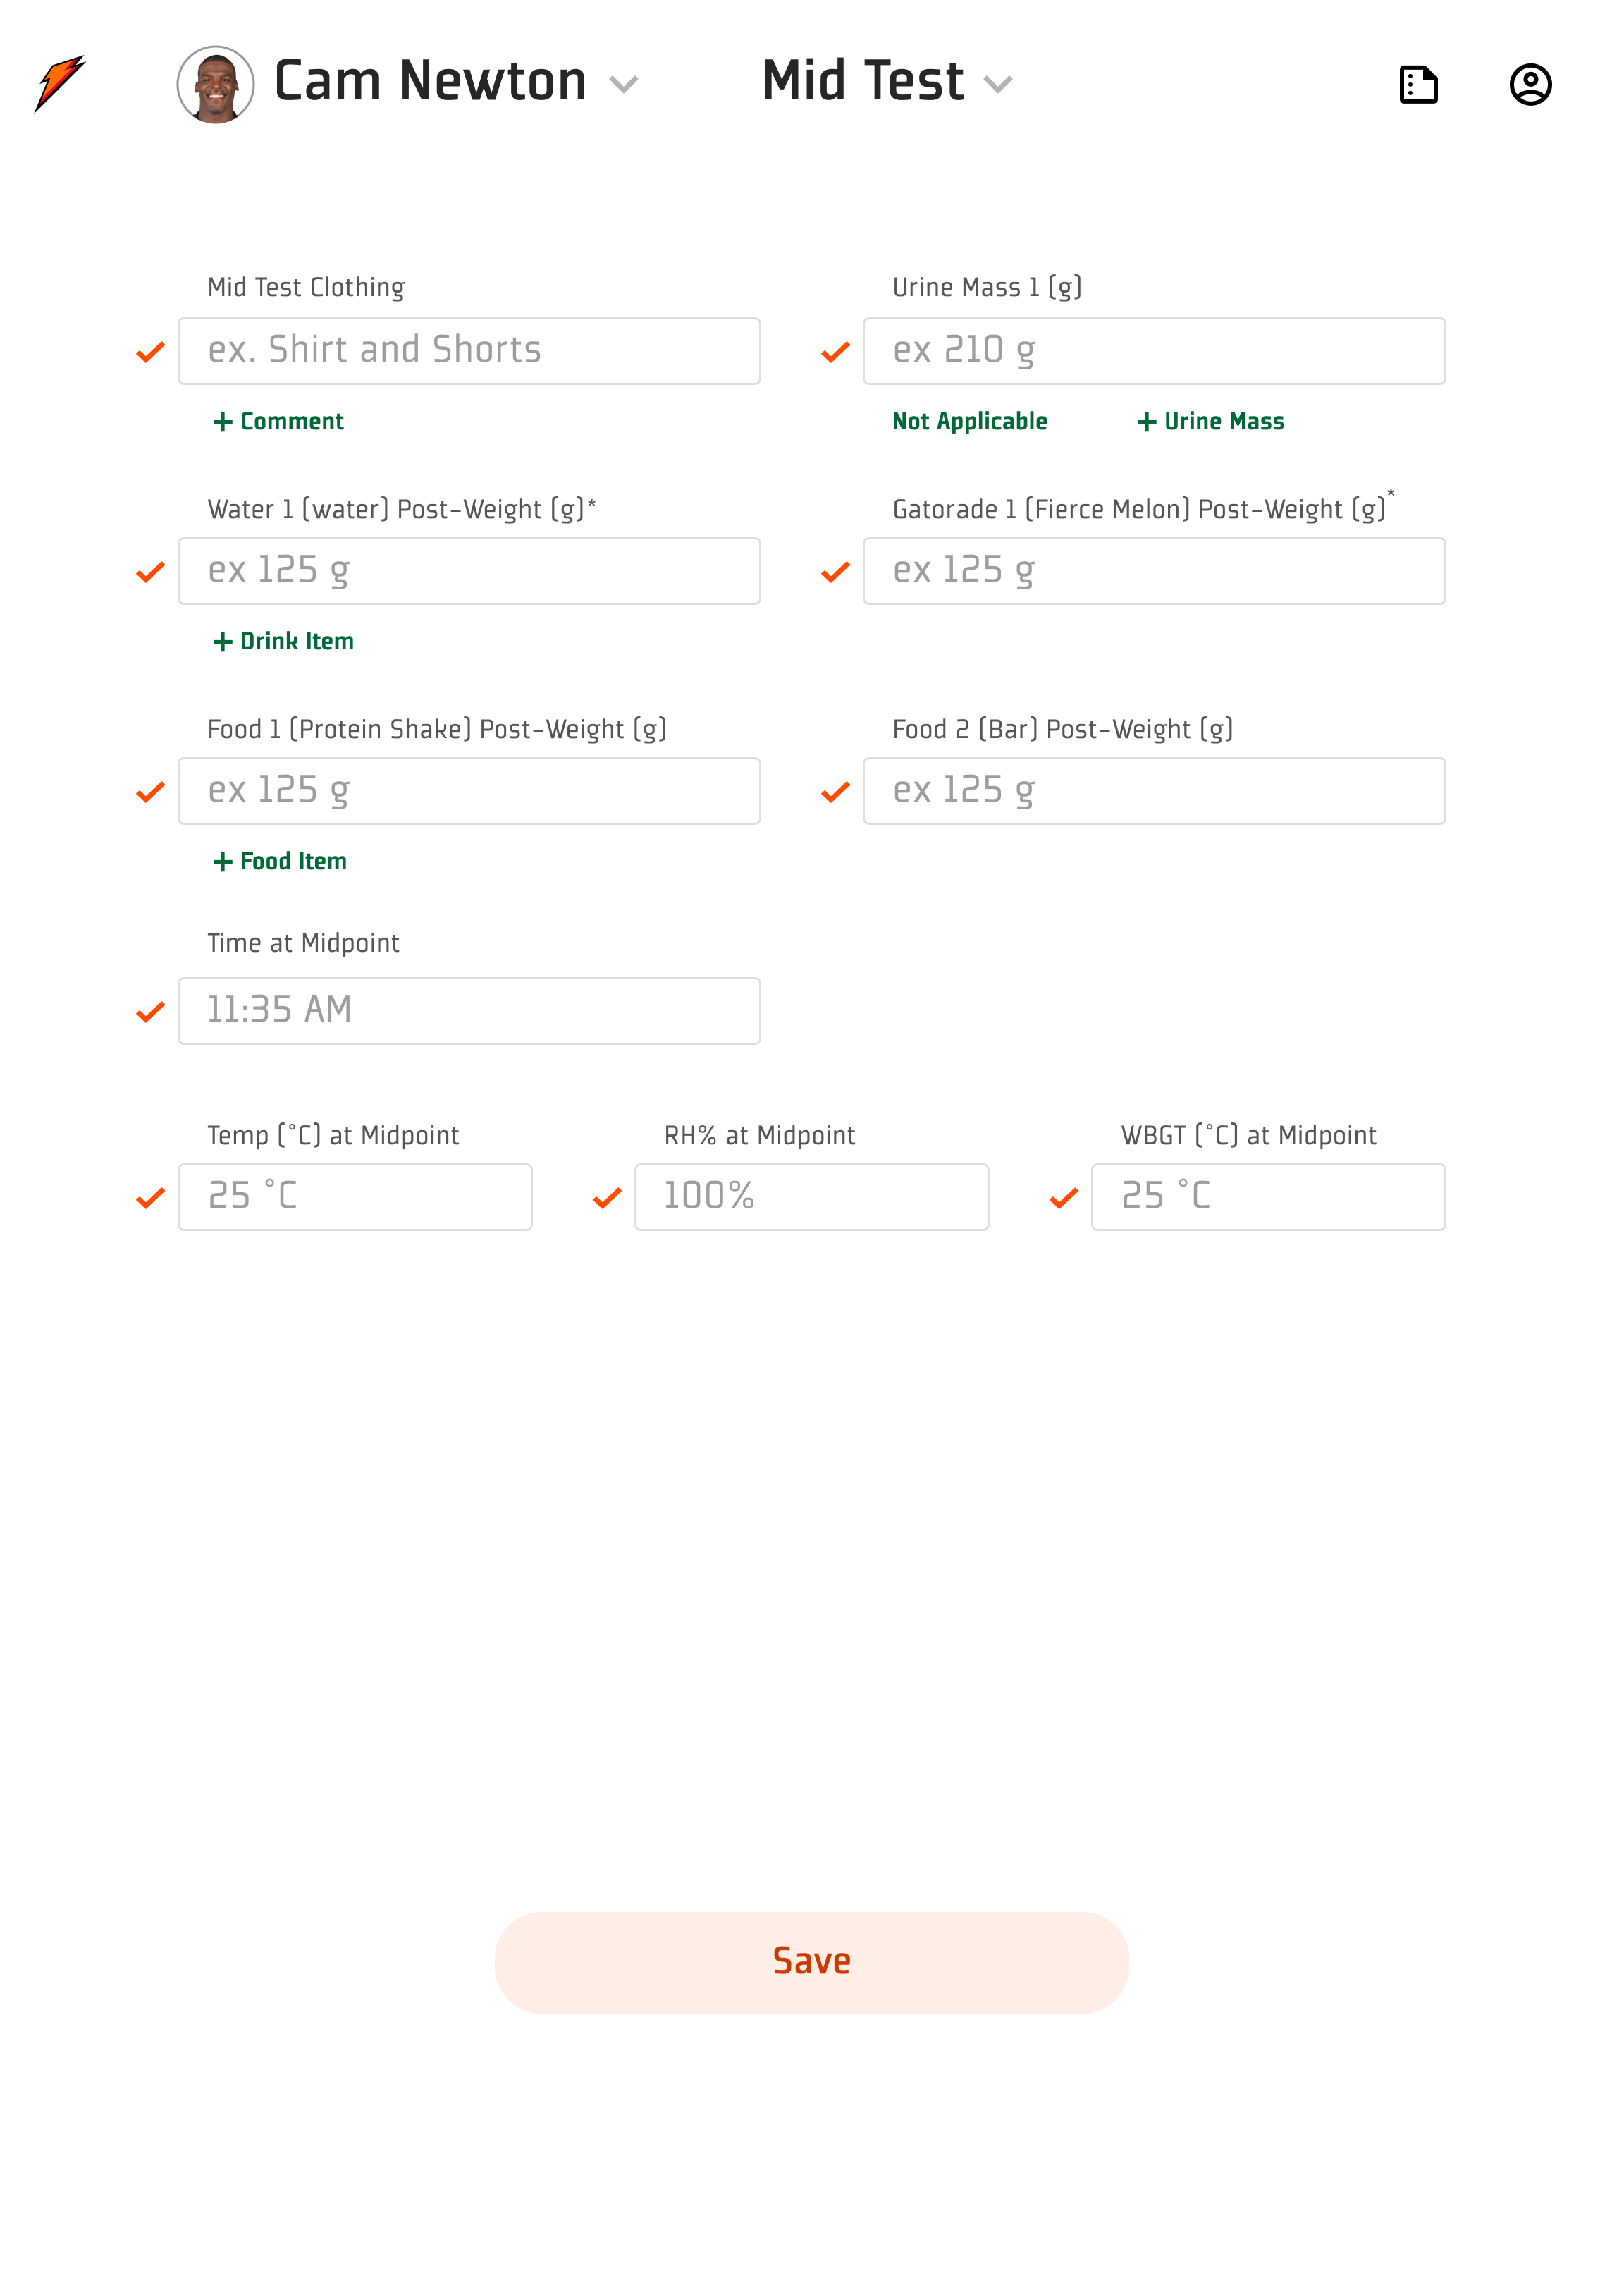 Cam Newton
Mid Test
Mid Test Clothing
Urine Mass 1 (g)
ex. Shirt and Shorts
ex 210 g
+ Comment
Not Applicable
+ Urine Mass
Water 1 (water) Post-Weight (g)*
Gatorade 1 (Fierce Melon) Post-Weight (g)*
ex 125 g
ex 125 g
+ Drink Item
Food 1 (Protein Shake) Post-Weight (g)
Food 2 (Bar) Post-Weight (g)
ex 125 g
ex 125 g
+ Food Item
Time at Midpoint
11:35 AM
Temp (°C) at Midpoint
RH% at Midpoint
WBGT (°C) at Midpoint
25 °C
100%
25 °C
Save